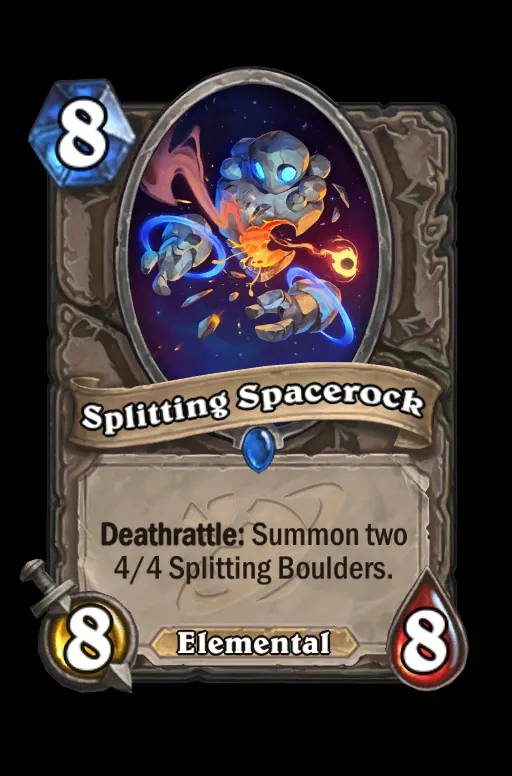 8
Splitting Spacerock
Deathrattle: Summon two
4/4 Splitting Boulders.
8
Elemental
8